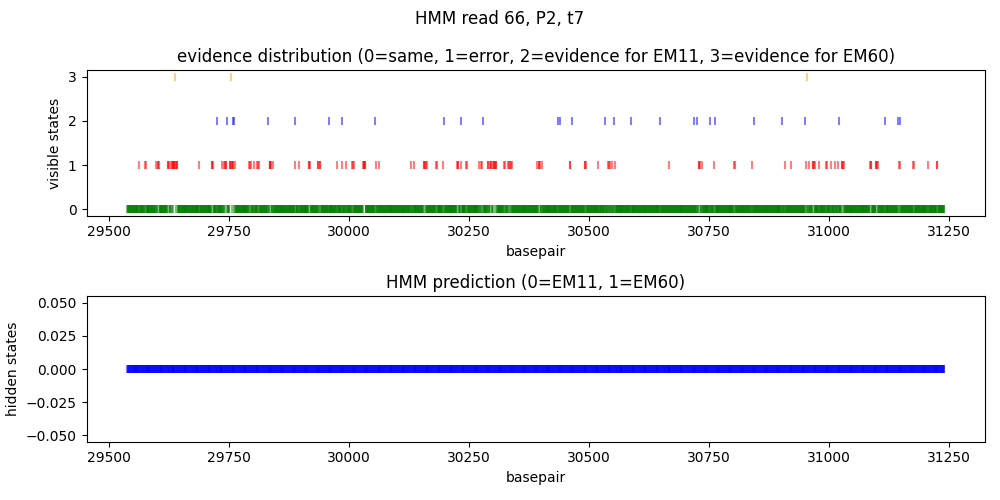 HMM read 66, P2, t7
evidence distribution (0=same, 1=error, 2=evidence for EM11, 3=evidence for EM60)
visible states
3
2
1
0
29500 29750 30000 30250 30500 30750 31000 31250
basepair
HMM prediction (0=EM11, 1=EM60)
hidden states
0.050
0.025
0.000
−0.025
−0.050
29500 29750 30000 30250 30500 30750 31000 31250
basepair